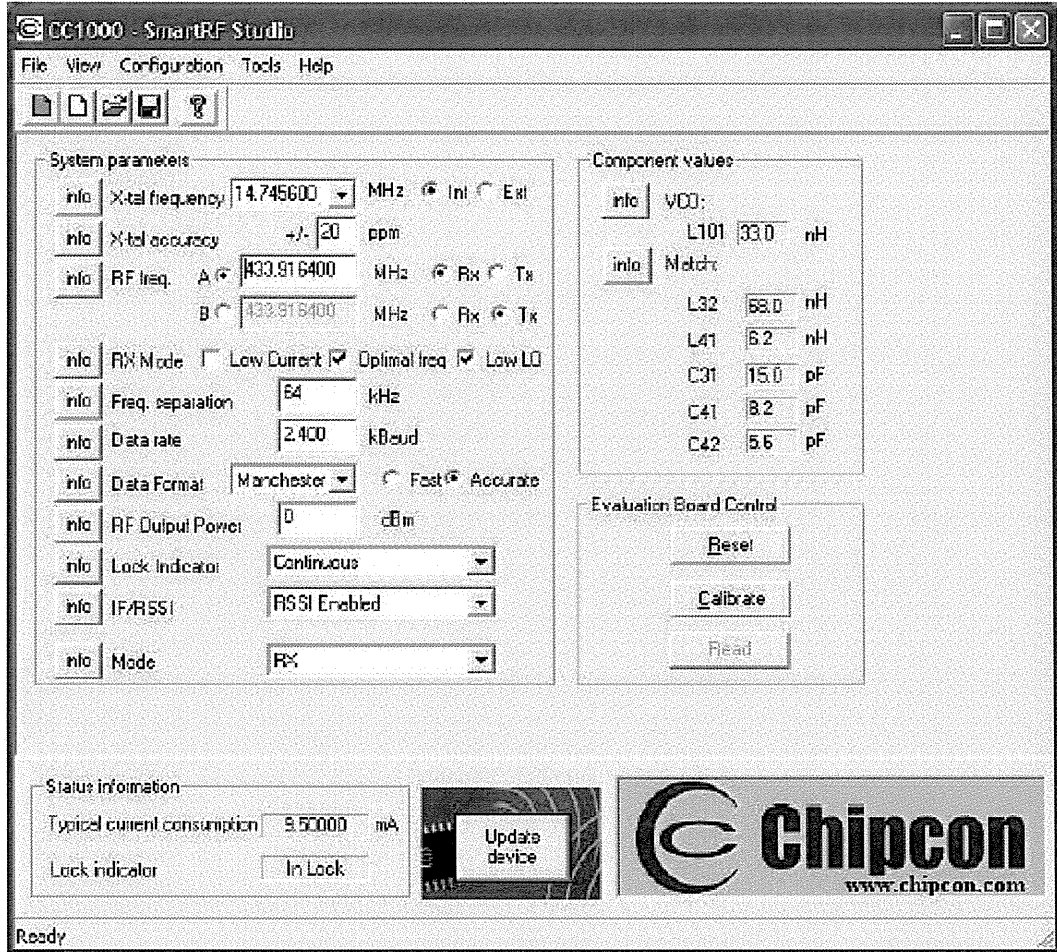 CC1000 - SmartRF Studio
File View Configuration Tools Help
System parameters
info X-tal frequency 14.745600 MHz Int Ext
info X-tal accuracy +/- 20 ppm
info RF freq. A 433.916400 MHz Rx Tx
B 433.916400 MHz Rx Tx
info RX Mode Low Current Optimal freq Low LO
info Freq. separation 64 kHz
info Data rate 2.400 kBaud
info Data Format Manchester Fast Accurate
info RF Output Power 0 dBm
info Lock Indicator Continuous
info IF/RSSI RSSI Enabled
info Mode RX
Component values
info VCO:
L101 33.0 nH
info Match:
L32 68.0 nH
L41 6.2 nH
C31 15.0 pF
C41 8.2 pF
C42 5.6 pF
Evaluation Board Control
Reset
Calibrate
Read
Status information
Typical current consumption 9.50000 mA
Lock indicator In Lock
Update
device
Chipcon
www.chipcon.com
Ready